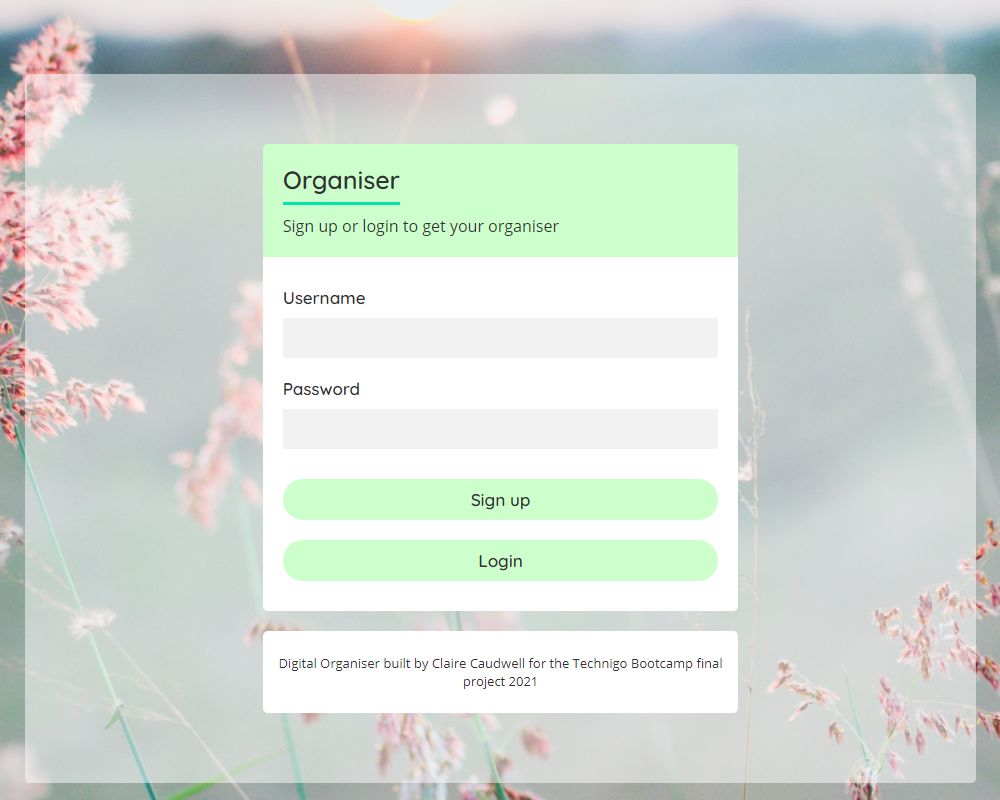 Organiser
Sign up or login to get your organiser
Username
Password
Sign up
Login
Digital Organiser built by Claire Caudwell for the Technigo Bootcamp final
project 2021